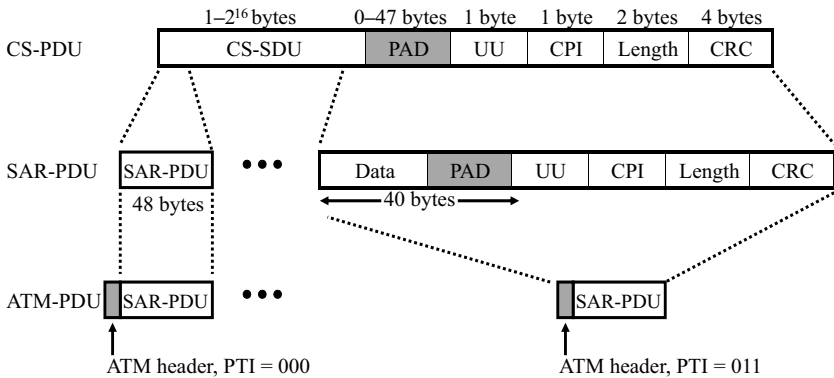 1–2¹⁶ bytes 0–47 bytes 1 byte 1 byte 2 bytes 4 bytes
CS-PDU CS-SDU PAD UU CPI Length CRC
SAR-PDU SAR-PDU ••• Data PAD UU CPI Length CRC
48 bytes 40 bytes
ATM-PDU SAR-PDU ••• SAR-PDU
ATM header, PTI = 000 ATM header, PTI = 011